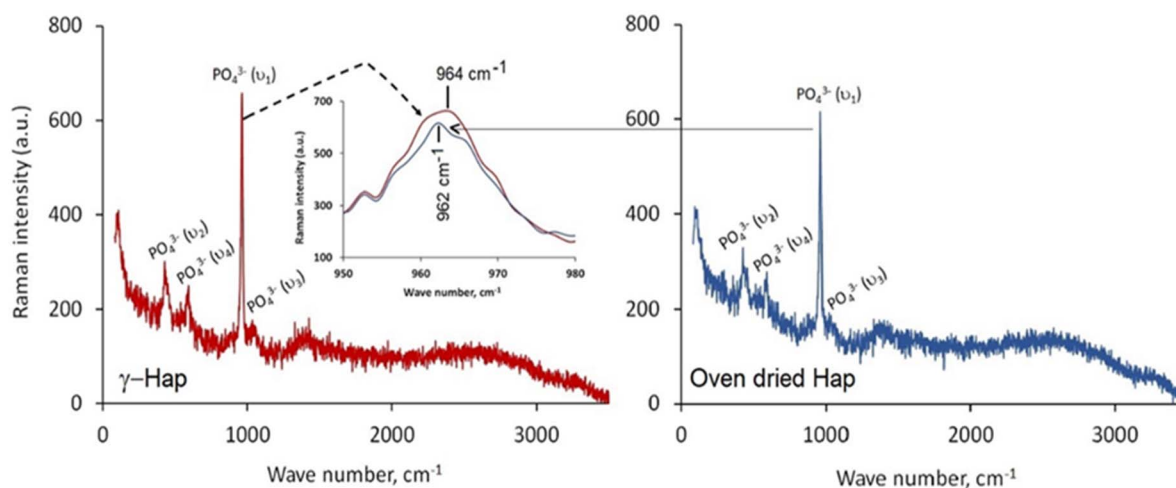 800
600
400
200
0
Raman intensity (a.u.)
PO₄³⁻ (υ₁)
PO₄³⁻ (υ₂)
PO₄³⁻ (υ₄)
PO₄³⁻ (υ₃)
γ–Hap
0 1000 2000 3000
Wave number, cm⁻¹
964 cm⁻¹
962 cm⁻¹
700
500
300
100
Raman intensity (a.u.)
950 960 970 980
Wave number, cm⁻¹
800
600
400
200
0
PO₄³⁻ (υ₁)
PO₄³⁻ (υ₂)
PO₄³⁻ (υ₄)
PO₄³⁻ (υ₃)
Oven dried Hap
0 1000 2000 3000
Wave number, cm⁻¹